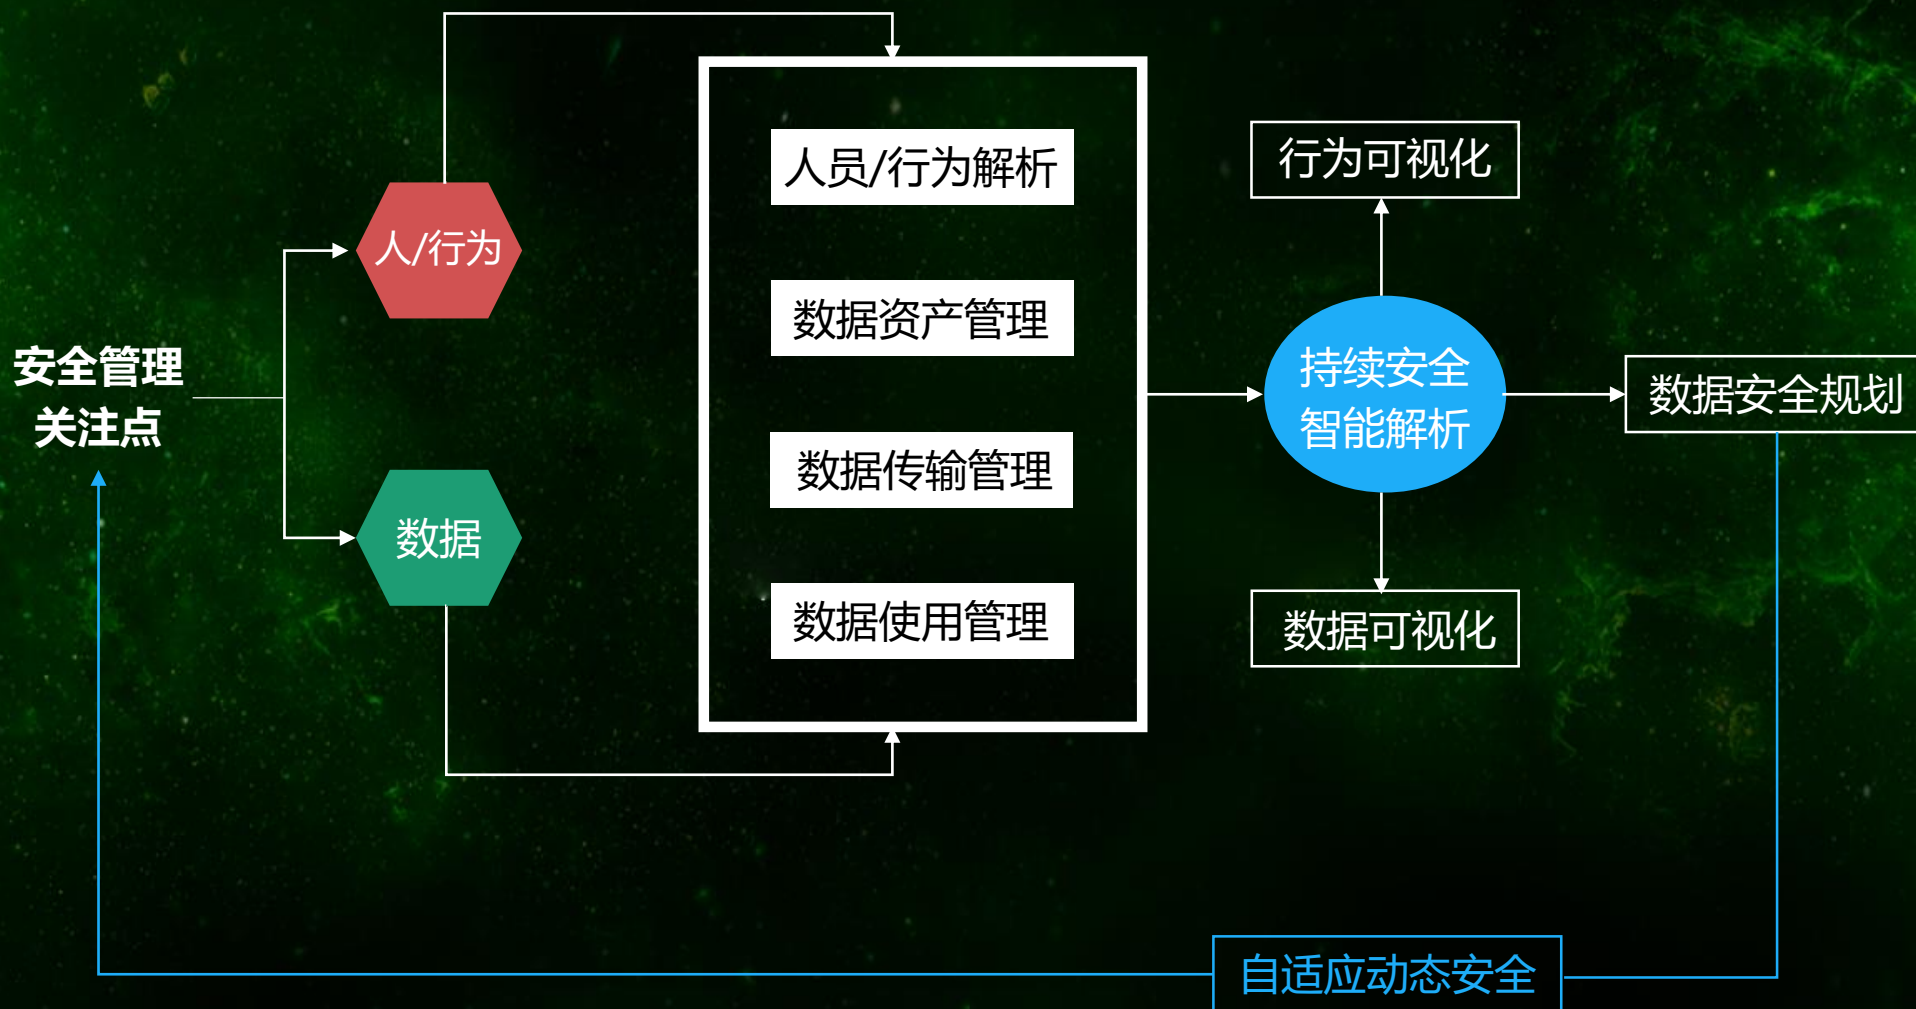 安全管理
关注点
人/行为
数据
人员/行为解析
数据资产管理
数据传输管理
数据使用管理
持续安全
智能解析
行为可视化
数据可视化
数据安全规划
自适应动态安全